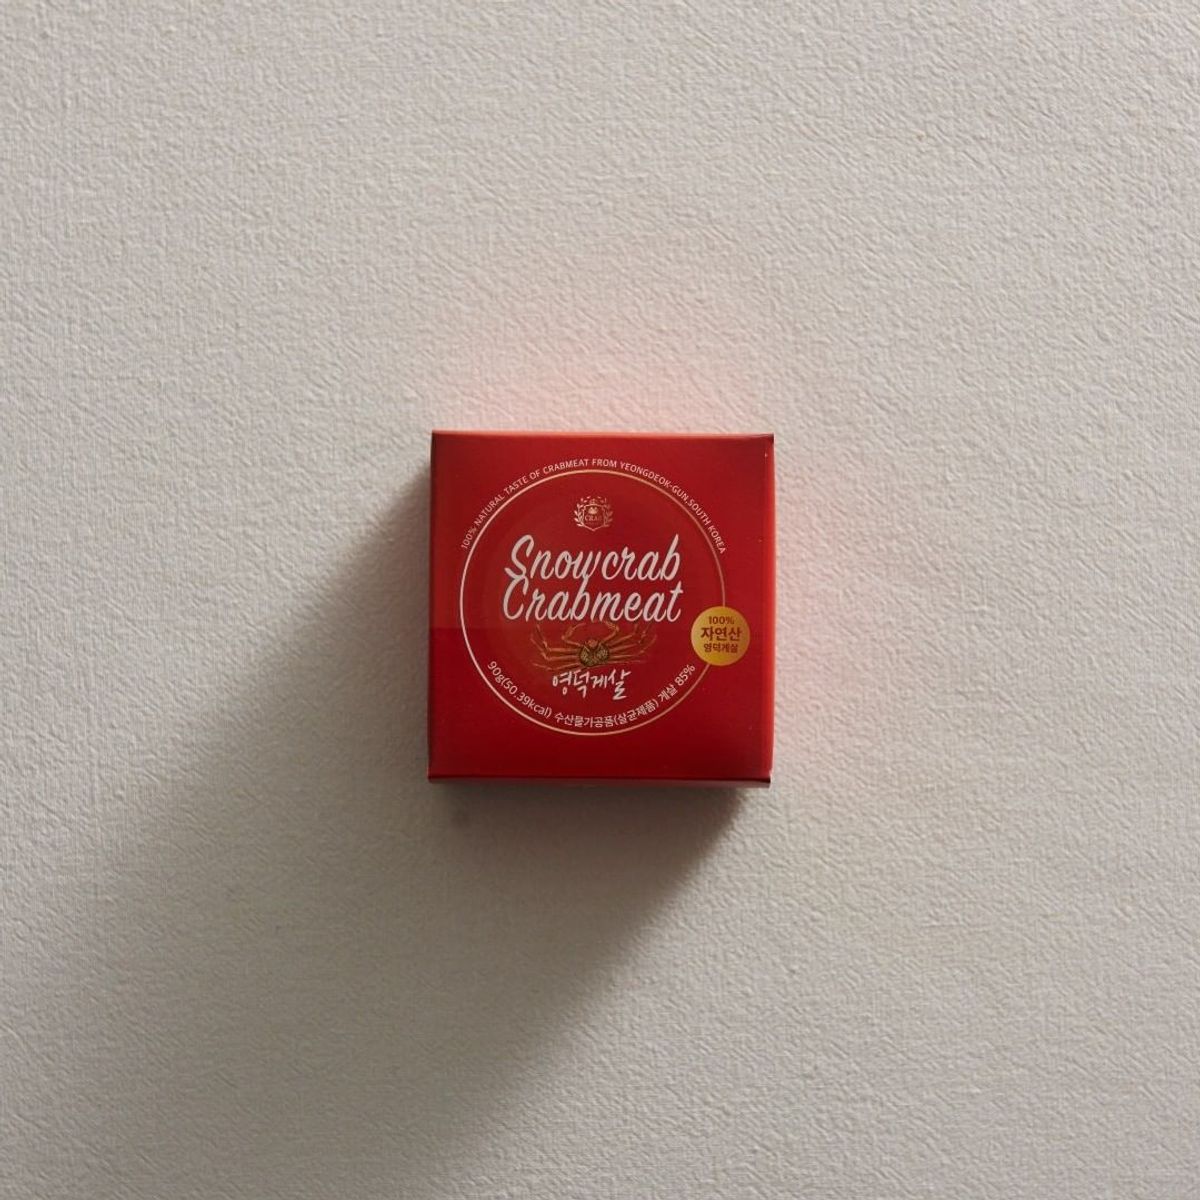 100% NATURAL TASTE OF CRABMEAT FROM YEONGDEOK-GUN.SOUTH KOREA
CRAB
Snowcrab
Crabmeat
100%
자연산
영덕게살
영덕게살
90g(50.39kcal) 수산물가공품(살균제품) 게살 85%